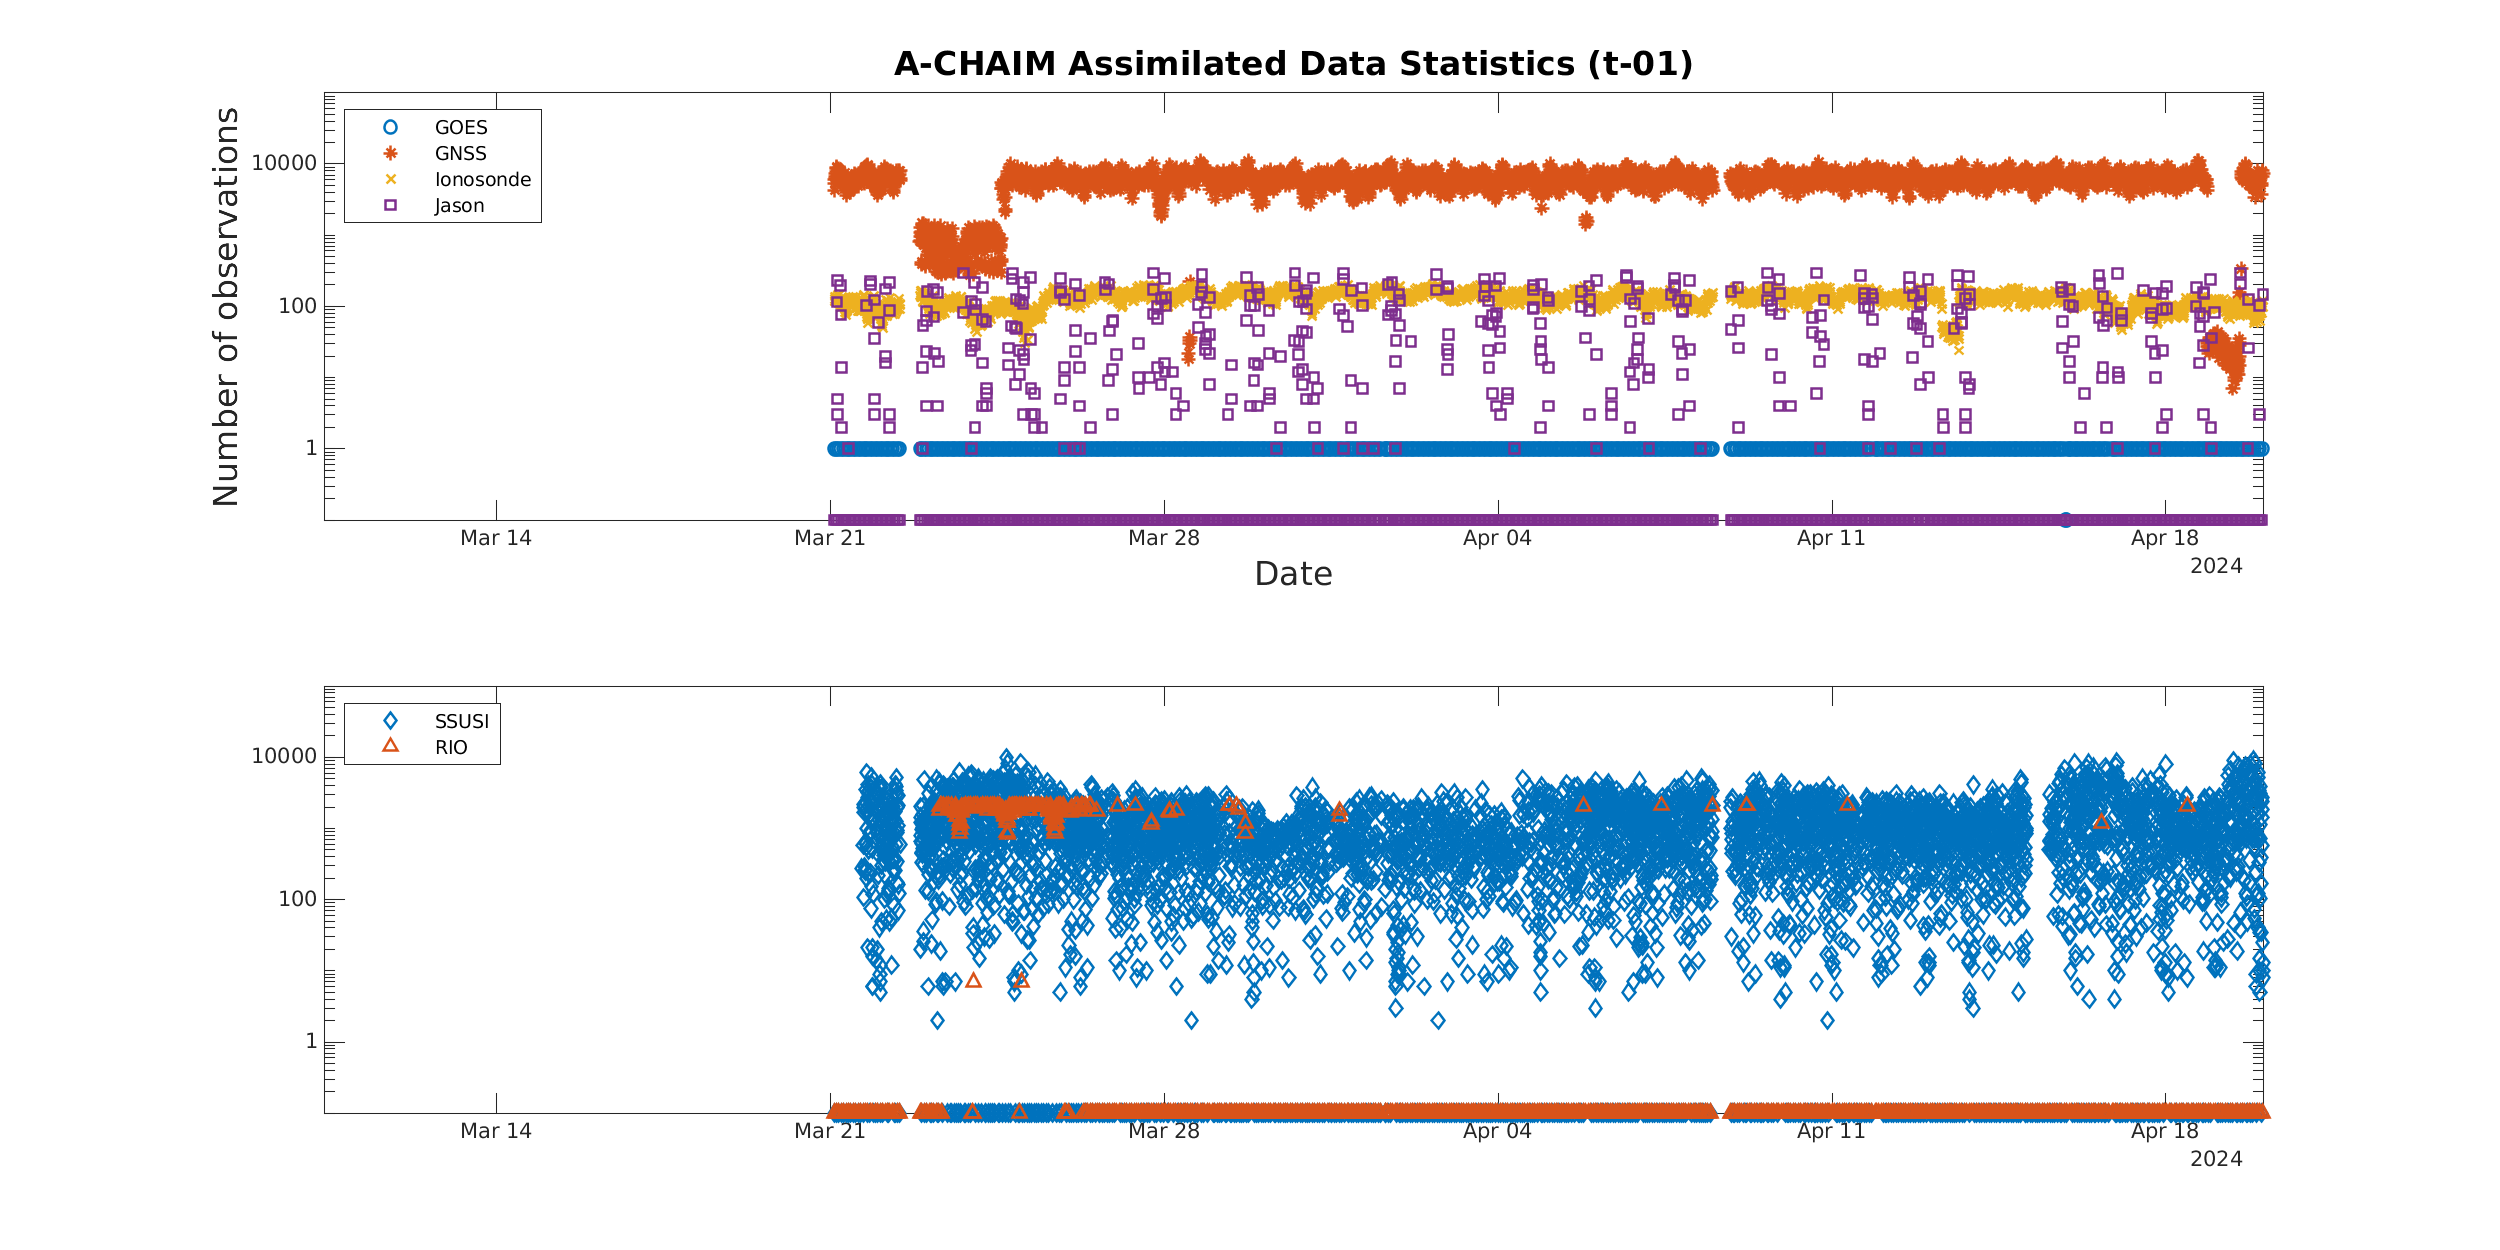 A-CHAIM Assimilated Data Statistics (t-01)
Number of observations
10000
100
1
GOES
GNSS
Ionosonde
Jason
Mar 14
Mar 21
Mar 28
Apr 04
Apr 11
Apr 18
2024
Date
10000
100
1
SSUSI
RIO
Mar 14
Mar 21
Mar 28
Apr 04
Apr 11
Apr 18
2024